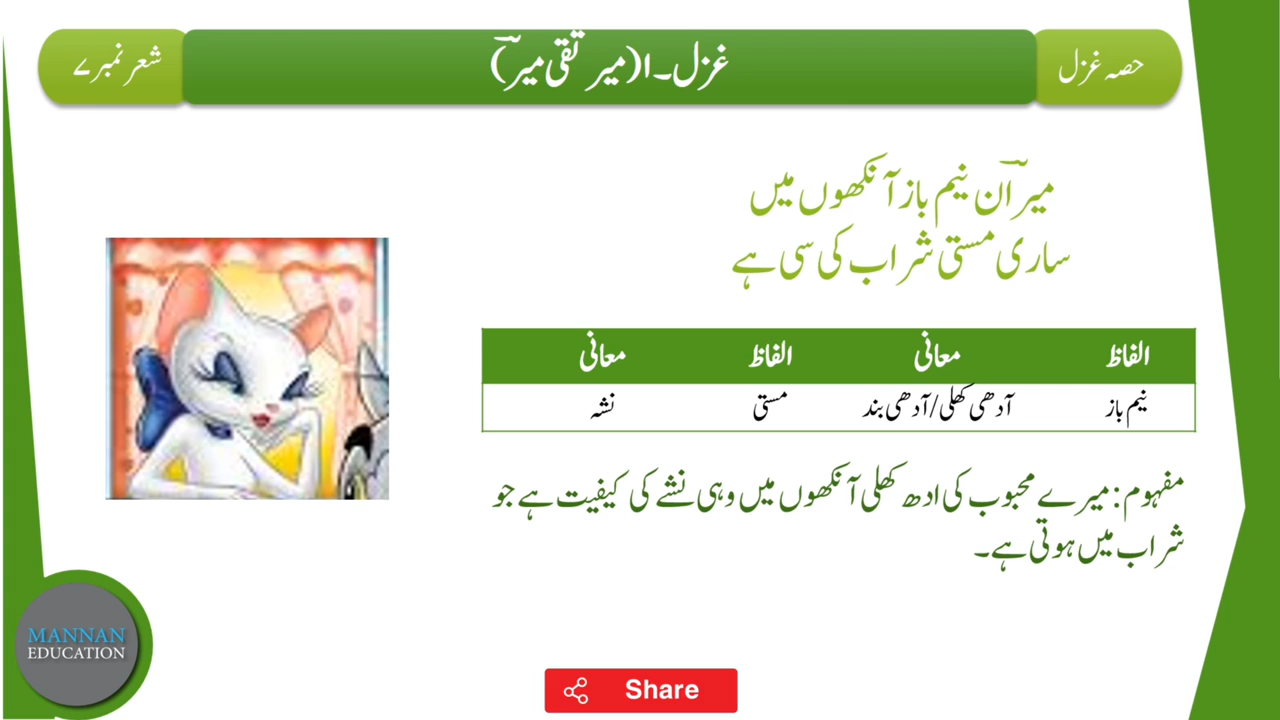 حصہ غزل
غزل۔۱(میر تقی میرؔ)
شعر نمبر ۷
میرؔ ان نیم باز آنکھوں میں
ساری مستی شراب کی سی ہے
الفاظ معانی الفاظ معانی
نیم باز آدھی کھلی/آدھی بند مستی نشہ
مفہوم: میرے محبوب کی ادھ کھلی آنکھوں میں وہی نشے کی کیفیت ہے جو
شراب میں ہوتی ہے۔
MANNAN
EDUCATION
Share